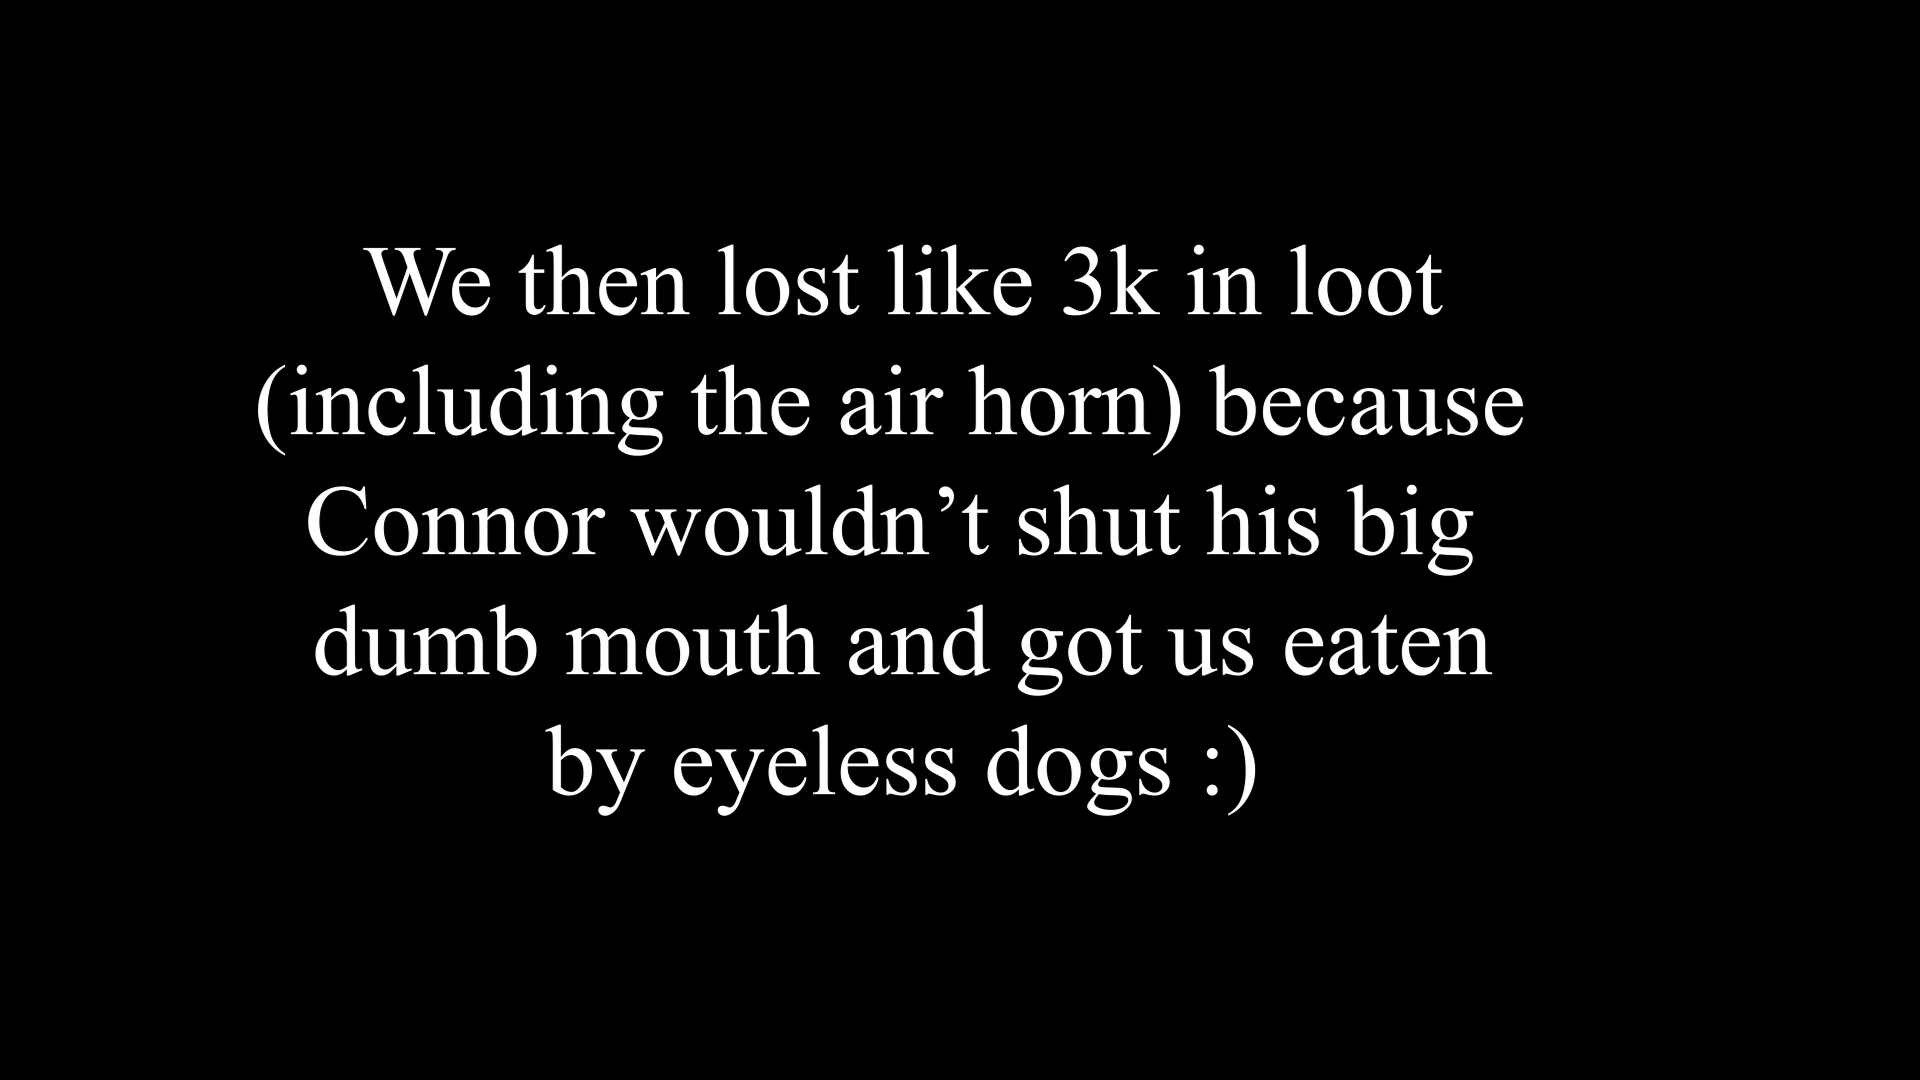 We then lost like 3k in loot
(including the air horn) because
Connor wouldn’t shut his big
dumb mouth and got us eaten
by eyeless dogs :)